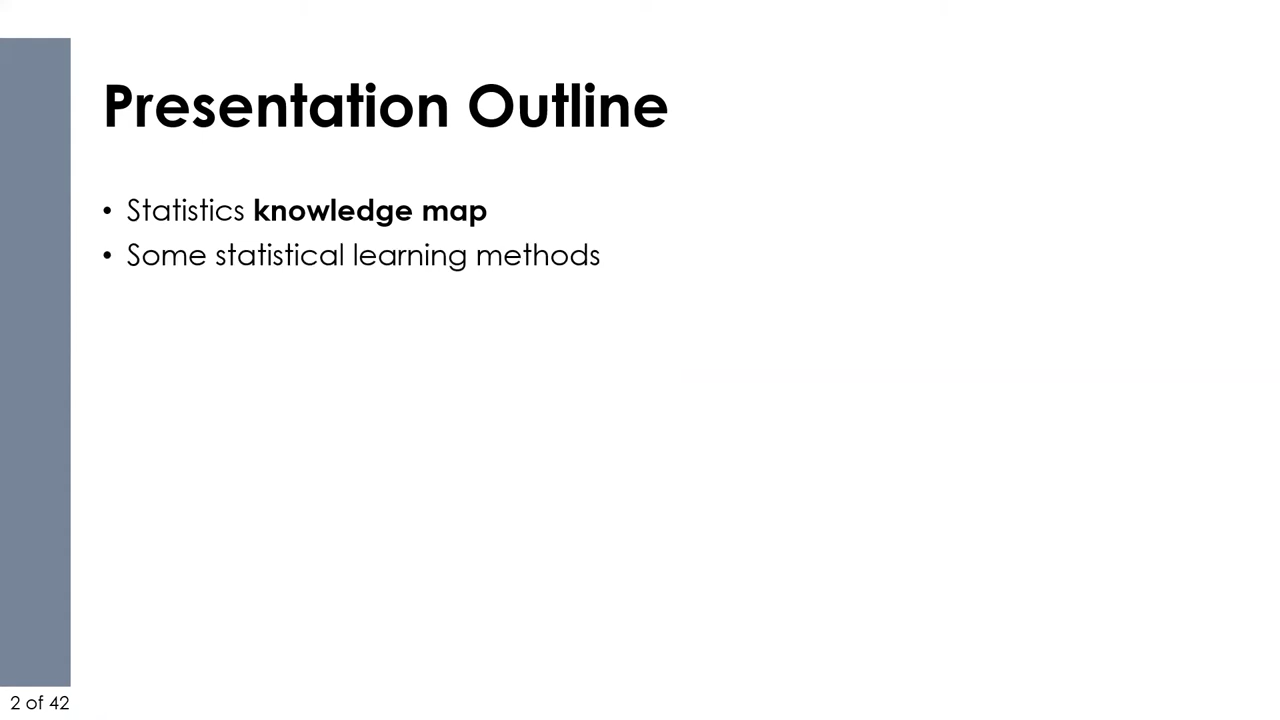 Presentation Outline
• Statistics knowledge map
• Some statistical learning methods
2 of 42